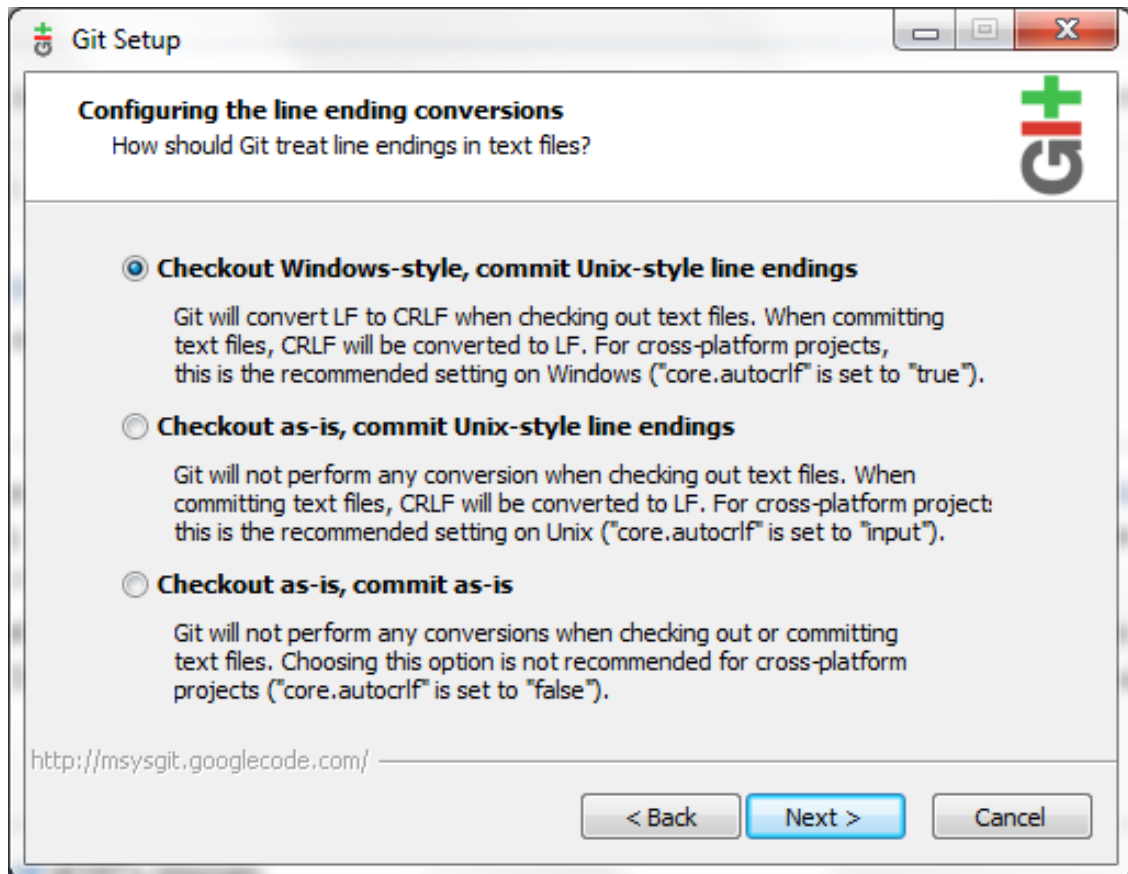 Git Setup
Configuring the line ending conversions
How should Git treat line endings in text files?
Git
Checkout Windows-style, commit Unix-style line endings
Git will convert LF to CRLF when checking out text files. When committing
text files, CRLF will be converted to LF. For cross-platform projects,
this is the recommended setting on Windows ("core.autocrlf" is set to "true").
Checkout as-is, commit Unix-style line endings
Git will not perform any conversion when checking out text files. When
committing text files, CRLF will be converted to LF. For cross-platform project
this is the recommended setting on Unix ("core.autocrlf" is set to "input").
Checkout as-is, commit as-is
Git will not perform any conversions when checking out or committing
text files. Choosing this option is not recommended for cross-platform
projects ("core.autocrlf" is set to "false").
http://msysgit.googlecode.com/
< Back
Next >
Cancel